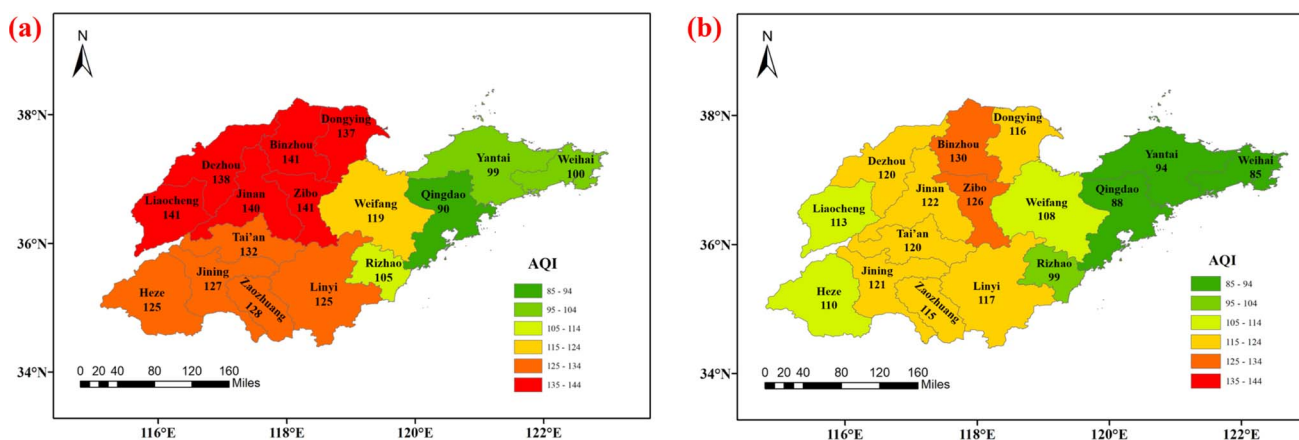 (a)
N
38°N
36°N
34°N
Dongying
137
Binzhou
141
Dezhou
138
Yantai
99
Weihai
100
Liaocheng
141
Jinan
140
Zibo
141
Qingdao
90
Weifang
119
Tai'an
132
Rizhao
105
Jining
127
Linyi
125
Heze
125
Zaozhuang
128
AQI
85 - 94
95 - 104
105 - 114
115 - 124
125 - 134
135 - 144
0 20 40 80 120 160
Miles
116°E 118°E 120°E 122°E
(b)
N
38°N
36°N
34°N
Dongying
116
Binzhou
130
Dezhou
120
Yantai
94
Weihai
85
Jinan
122
Zibo
126
Qingdao
88
Liaocheng
113
Weifang
108
Tai'an
120
Rizhao
99
Jining
121
Linyi
117
Heze
110
Zaozhuang
115
AQI
85 - 94
95 - 104
105 - 114
115 - 124
125 - 134
135 - 144
0 20 40 80 120 160
Miles
116°E 118°E 120°E 122°E